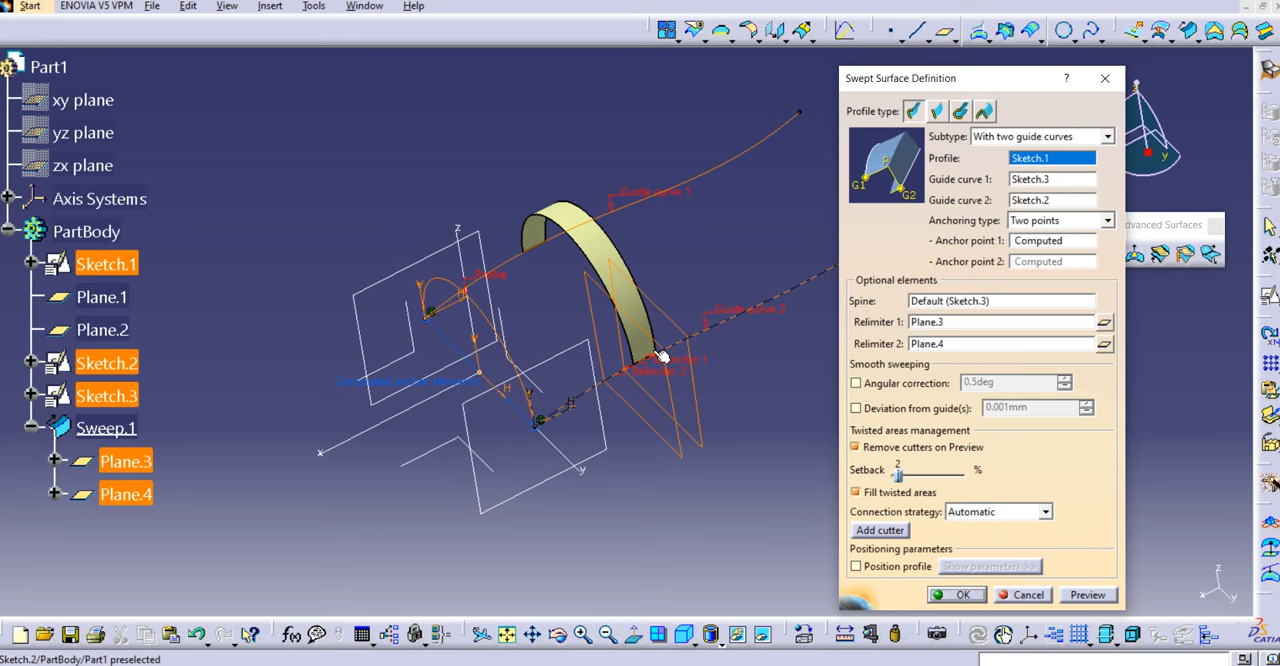 Start ENOVIA V5 VPM File Edit View Insert Tools Window Help
Part1
xy plane
yz plane
zx plane
Axis Systems
PartBody
Sketch.1
Plane.1
Plane.2
Sketch.2
Sketch.3
Sweep.1
Plane.3
Plane.4
Guide curve 1
z
Profile
Guide curve 2
H
H
H
x
y
Swept Surface Definition
?
Profile type:
Subtype: With two guide curves
Profile: Sketch.1
Guide curve 1: Sketch.3
Guide curve 2: Sketch.2
Anchoring type: Two points
- Anchor point 1: Computed
- Anchor point 2: Computed
G1
P
G2
Optional elements
Spine: Default (Sketch.3)
Relimiter 1: Plane.3
Relimiter 2: Plane.4
Smooth sweeping
Angular correction: 0.5deg
Deviation from guide(s): 0.001mm
Twisted areas management
Remove cutters on Preview
Setback 2 %
Fill twisted areas
Connection strategy: Automatic
Add cutter
Positioning parameters
Position profile Show parameters >>
OK Cancel Preview
z
y
dvanced Surfaces
z
x y
f(x)
CATIA
Sketch.2/PartBody/Part1 preselected